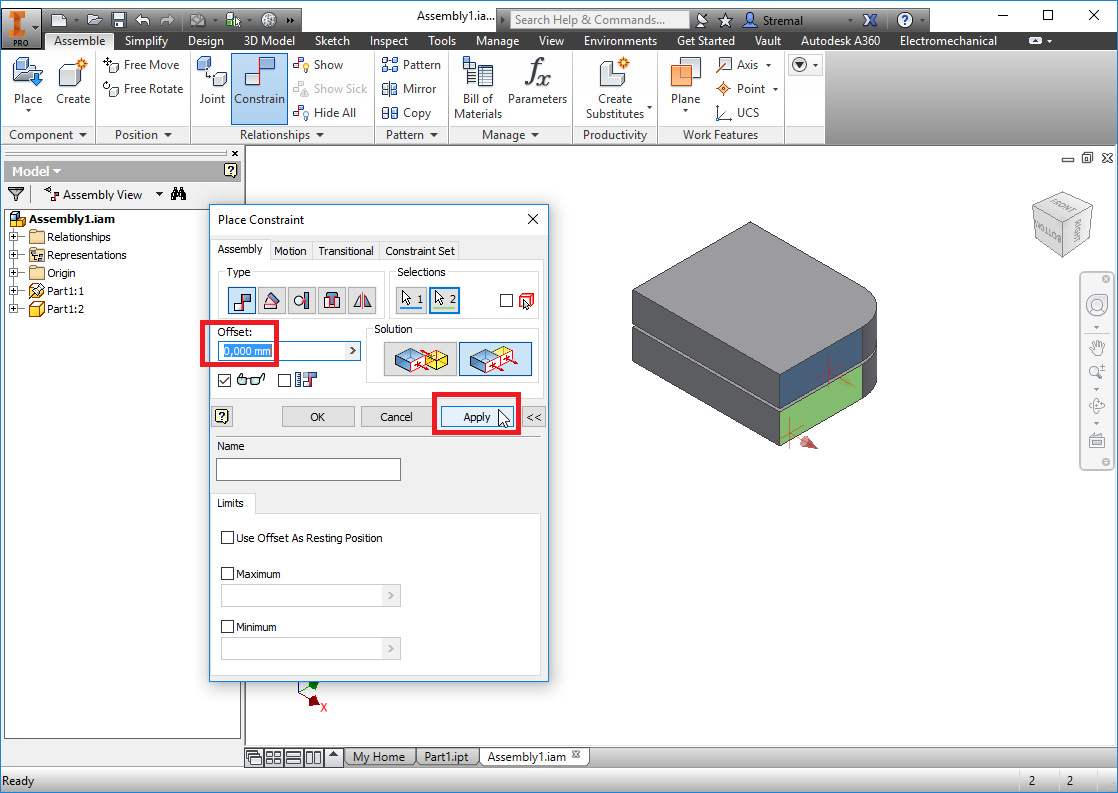 Assembly1.ia...
Search Help & Commands...
Stremal
PRO
Assemble Simplify Design 3D Model Sketch Inspect Tools Manage View Environments Get Started Vault Autodesk A360 Electromechanical
Place
Create
Free Move
Free Rotate
Joint
Constrain
Show
Show Sick
Hide All
Pattern
Mirror
Copy
Bill of
Materials
fx
Parameters
Create
Substitutes
Plane
Axis
Point
UCS
Component Position Relationships Pattern Manage Productivity Work Features
Model
Assembly View
Assembly1.iam
Relationships
Representations
Origin
Part1:1
Part1:2
Place Constraint
Assembly Motion Transitional Constraint Set
Type
Selections
1
2
Offset:
0,000 mm
Solution
OK Cancel Apply <<
Name
Limits
Use Offset As Resting Position
Maximum
Minimum
FRONT
BOTTOM
RIGHT
X
My Home Part1.ipt Assembly1.iam
Ready
2 2